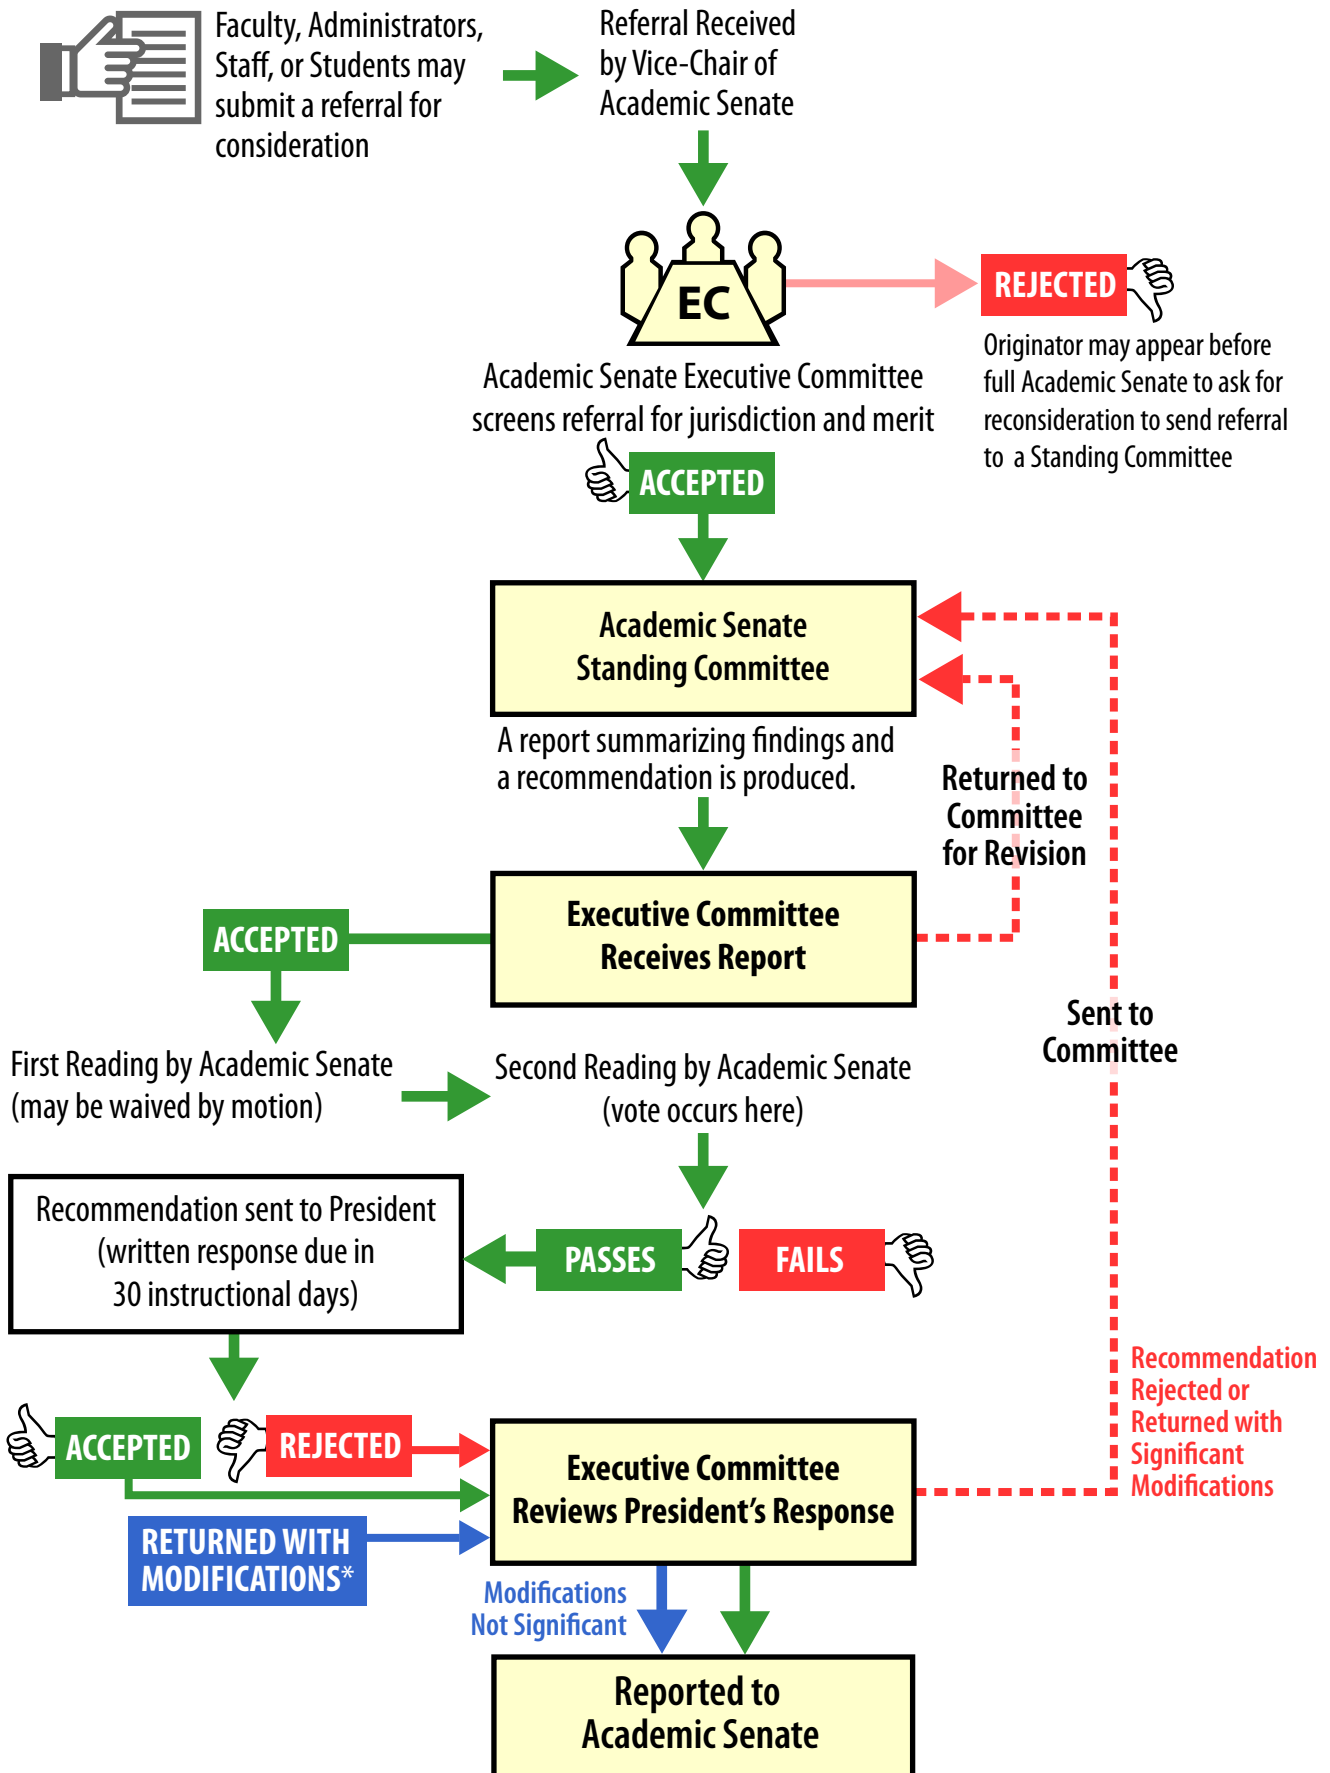 Faculty, Administrators,
Staff, or Students may
submit a referral for
consideration
Referral Received
by Vice-Chair of
Academic Senate
EC
REJECTED
Originator may appear before
full Academic Senate to ask for
reconsideration to send referral
to a Standing Committee
Academic Senate Executive Committee
screens referral for jurisdiction and merit
ACCEPTED
Academic Senate
Standing Committee
A report summarizing findings and
a recommendation is produced.
Returned to
Committee
for Revision
Executive Committee
Receives Report
ACCEPTED
Sent to
Committee
First Reading by Academic Senate
(may be waived by motion)
Second Reading by Academic Senate
(vote occurs here)
Recommendation sent to President
(written response due in
30 instructional days)
PASSES
FAILS
Recommendation
Rejected or
Returned with
Significant
Modifications
ACCEPTED
REJECTED
RETURNED WITH
MODIFICATIONS*
Executive Committee
Reviews President’s Response
Modifications
Not Significant
Reported to
Academic Senate